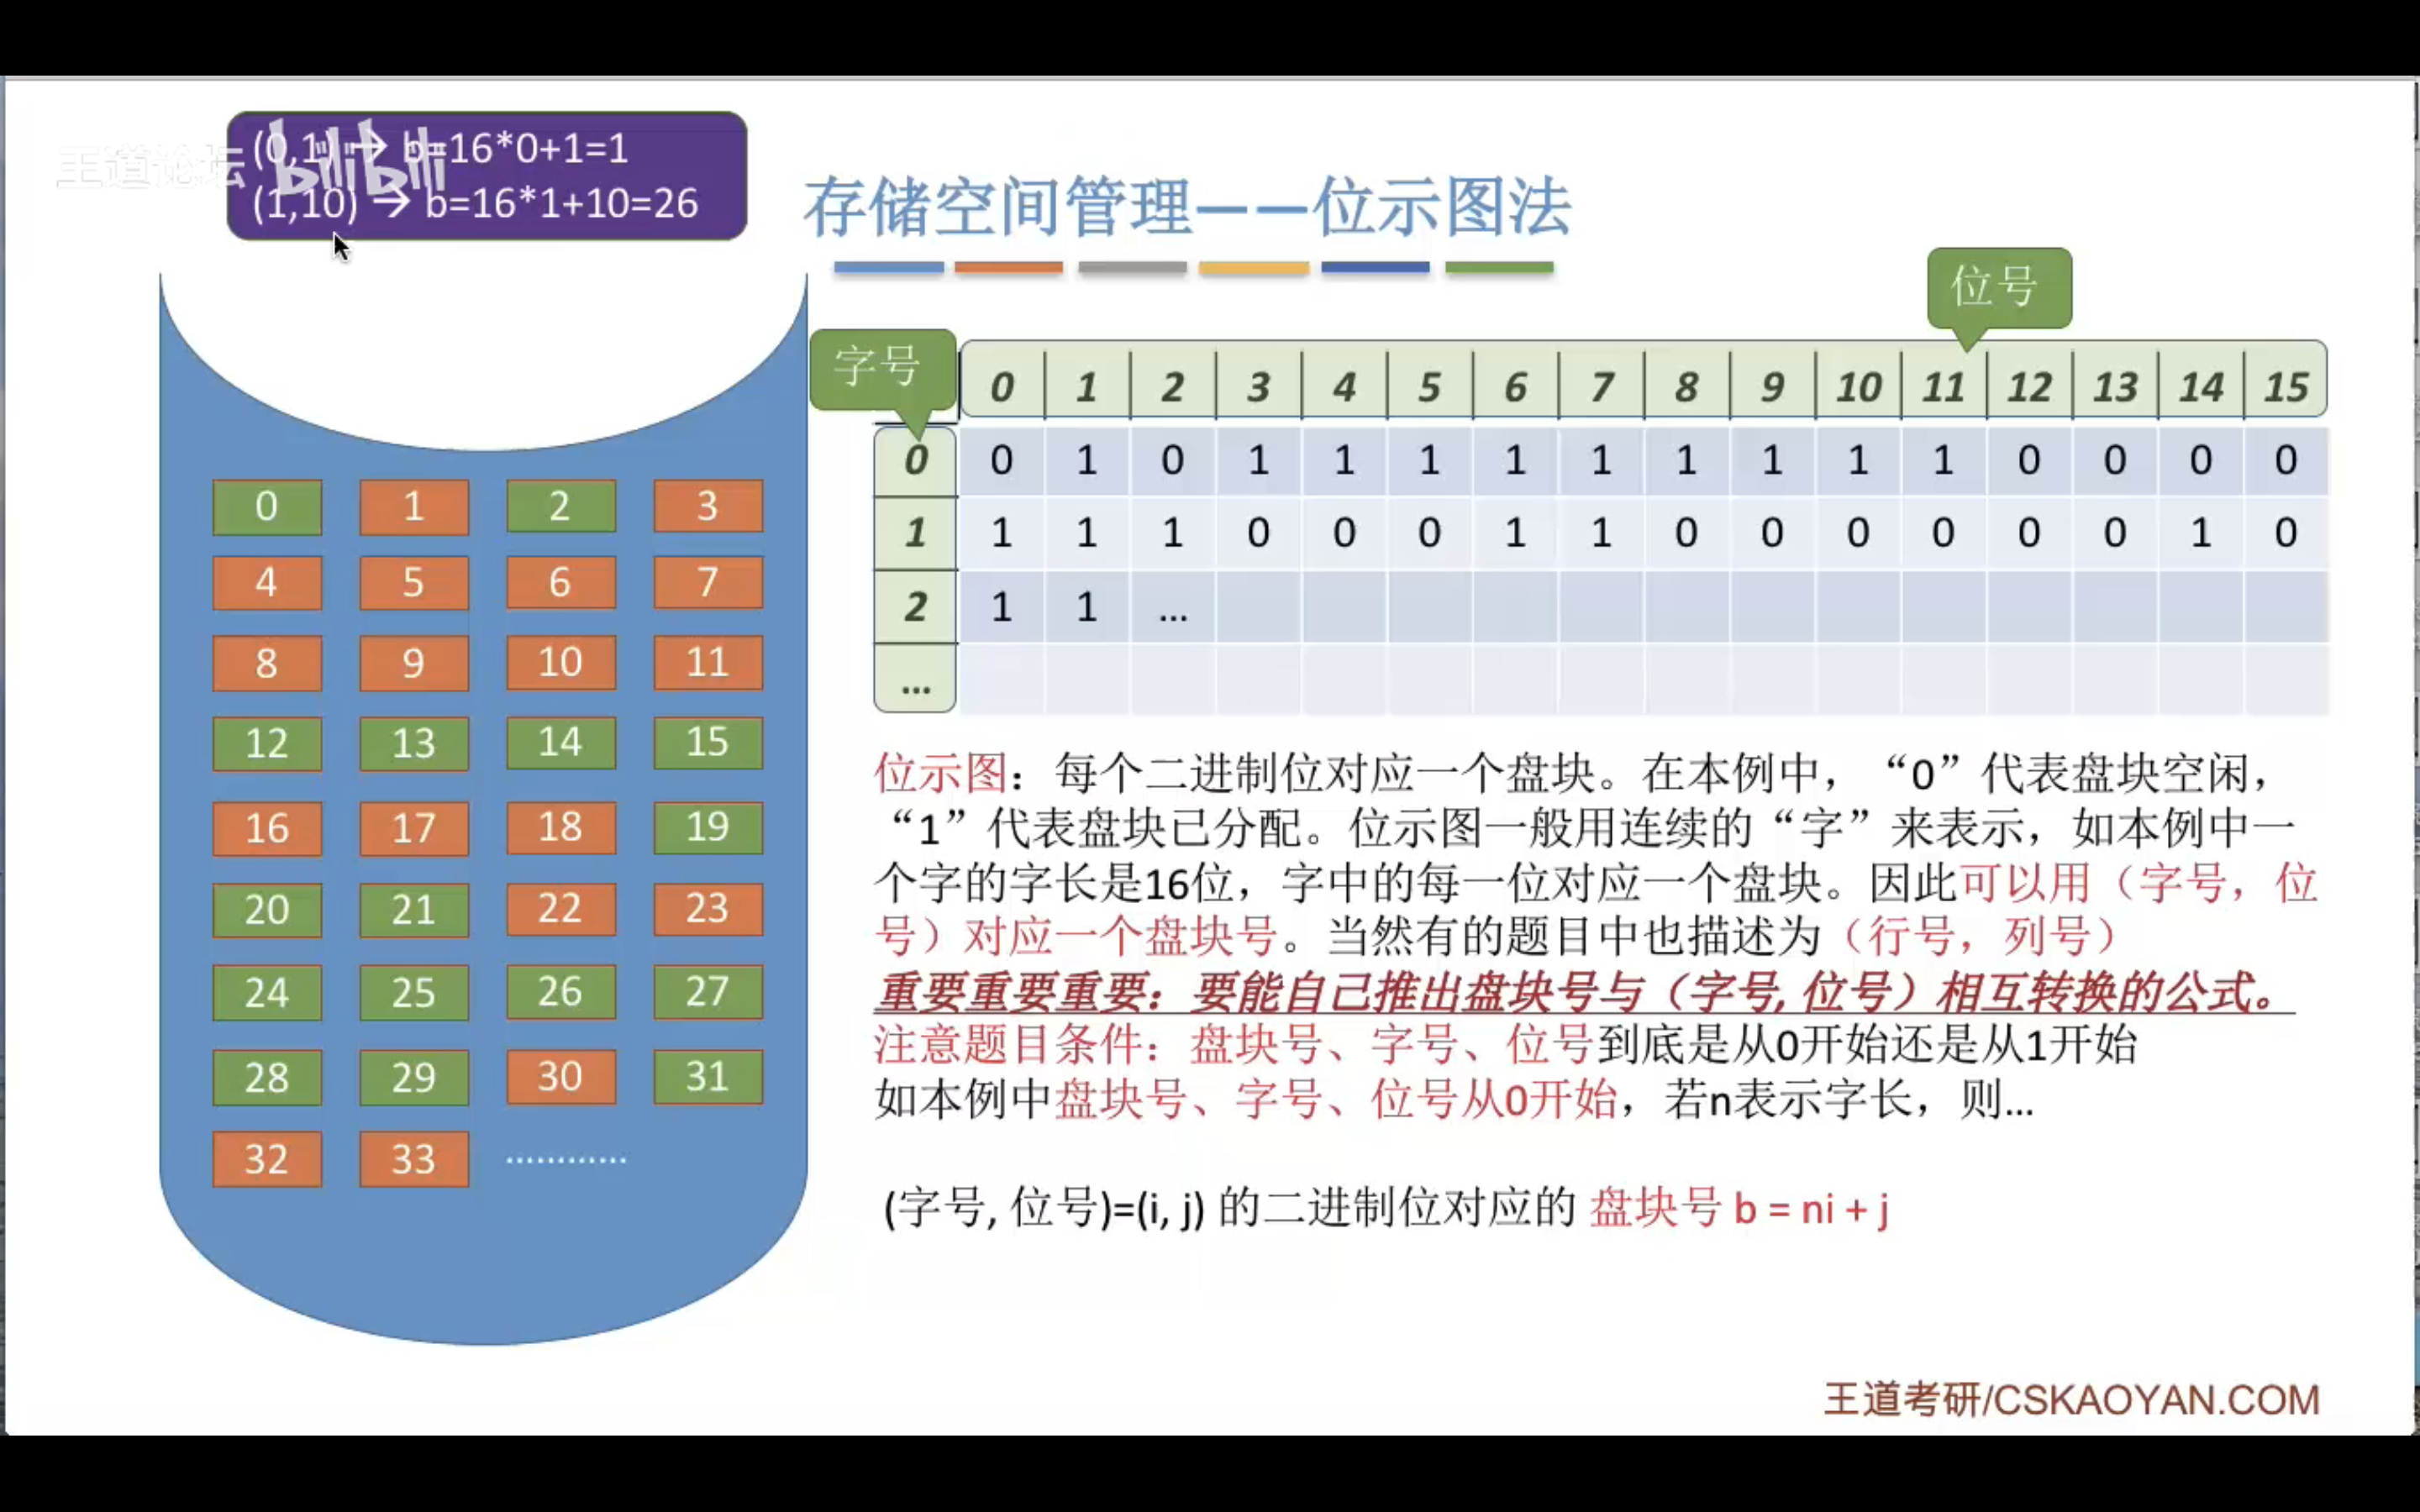 (0,1) → b=16*0+1=1
(1,10) → b=16*1+10=26
王道论坛 bilibili
存储空间管理——位示图法
位号
字号
0 1 2 3 4 5 6 7 8 9 10 11 12 13 14 15
0 0 1 0 1 1 1 1 1 1 1 1 1 0 0 0 0
1 1 1 1 0 0 0 1 1 0 0 0 0 0 0 1 0
2 1 1 ...
...
0 1 2 3
4 5 6 7
8 9 10 11
12 13 14 15
16 17 18 19
20 21 22 23
24 25 26 27
28 29 30 31
32 33 …………
位示图：每个二进制位对应一个盘块。在本例中，“0”代表盘块空闲，
“1”代表盘块已分配。位示图一般用连续的“字”来表示，如本例中一
个字的字长是16位，字中的每一位对应一个盘块。因此可以用（字号，位
号）对应一个盘块号。当然有的题目中也描述为（行号，列号）
重要重要重要：要能自己推出盘块号与（字号, 位号）相互转换的公式。
注意题目条件：盘块号、字号、位号到底是从0开始还是从1开始
如本例中盘块号、字号、位号从0开始，若n表示字长，则...
(字号, 位号)=(i, j) 的二进制位对应的 盘块号 b = ni + j
王道考研/CSKAOYAN.COM